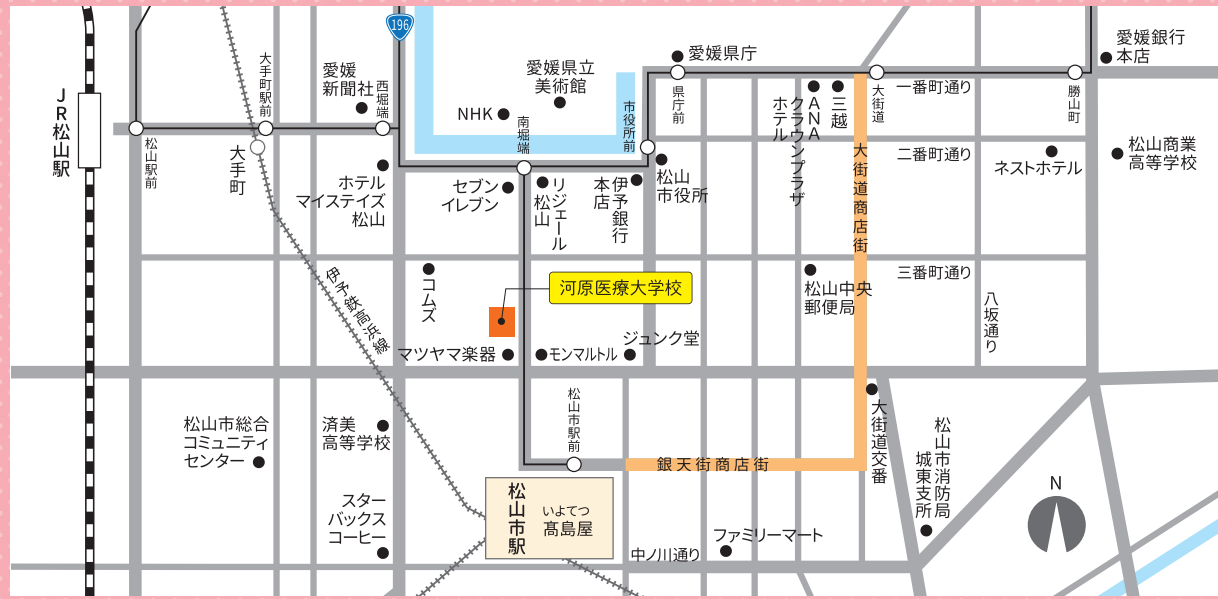 196
愛媛県庁
愛媛銀行
本店
大手町駅前
愛媛
新聞社
西堀端
愛媛県立
美術館
NHK
南堀端
市役所前
県庁前
クラウンプラザ
ホテル
ANA
三越
大街道
一番町通り
勝山町
JR松山駅
松山駅前
大手町
ホテル
マイステイズ
松山
セブン
イレブン
リジェール
松山
伊予銀行
本店
松山
市役所
大街道商店街
二番町通り
ネストホテル
松山商業
高等学校
伊予鉄高浜線
コムズ
河原医療大学校
松山中央
郵便局
三番町通り
八坂通り
マツヤマ楽器
モンマルトル
ジュンク堂
松山市駅前
松山市総合
コミュニティ
センター
済美
高等学校
大街道交番
松山市消防局
城東支所
銀天街商店街
スター
バックス
コーヒー
松山市駅
いよてつ
髙島屋
中ノ川通り
ファミリーマート
N